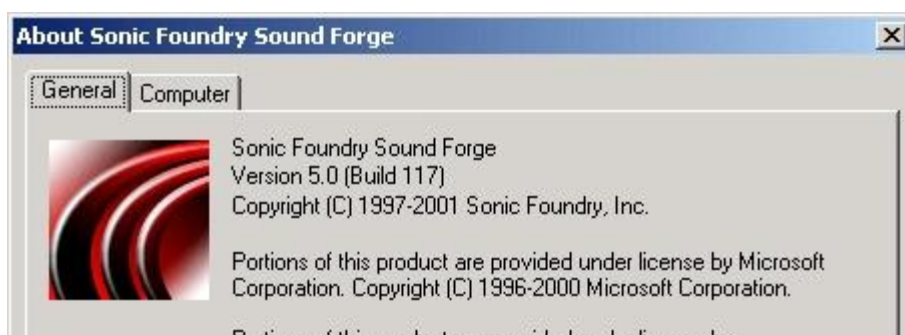 About Sonic Foundry Sound Forge
General Computer
Sonic Foundry Sound Forge
Version 5.0 (Build 117)
Copyright (C) 1997-2001 Sonic Foundry, Inc.
Portions of this product are provided under license by Microsoft
Corporation. Copyright (C) 1996-2000 Microsoft Corporation.